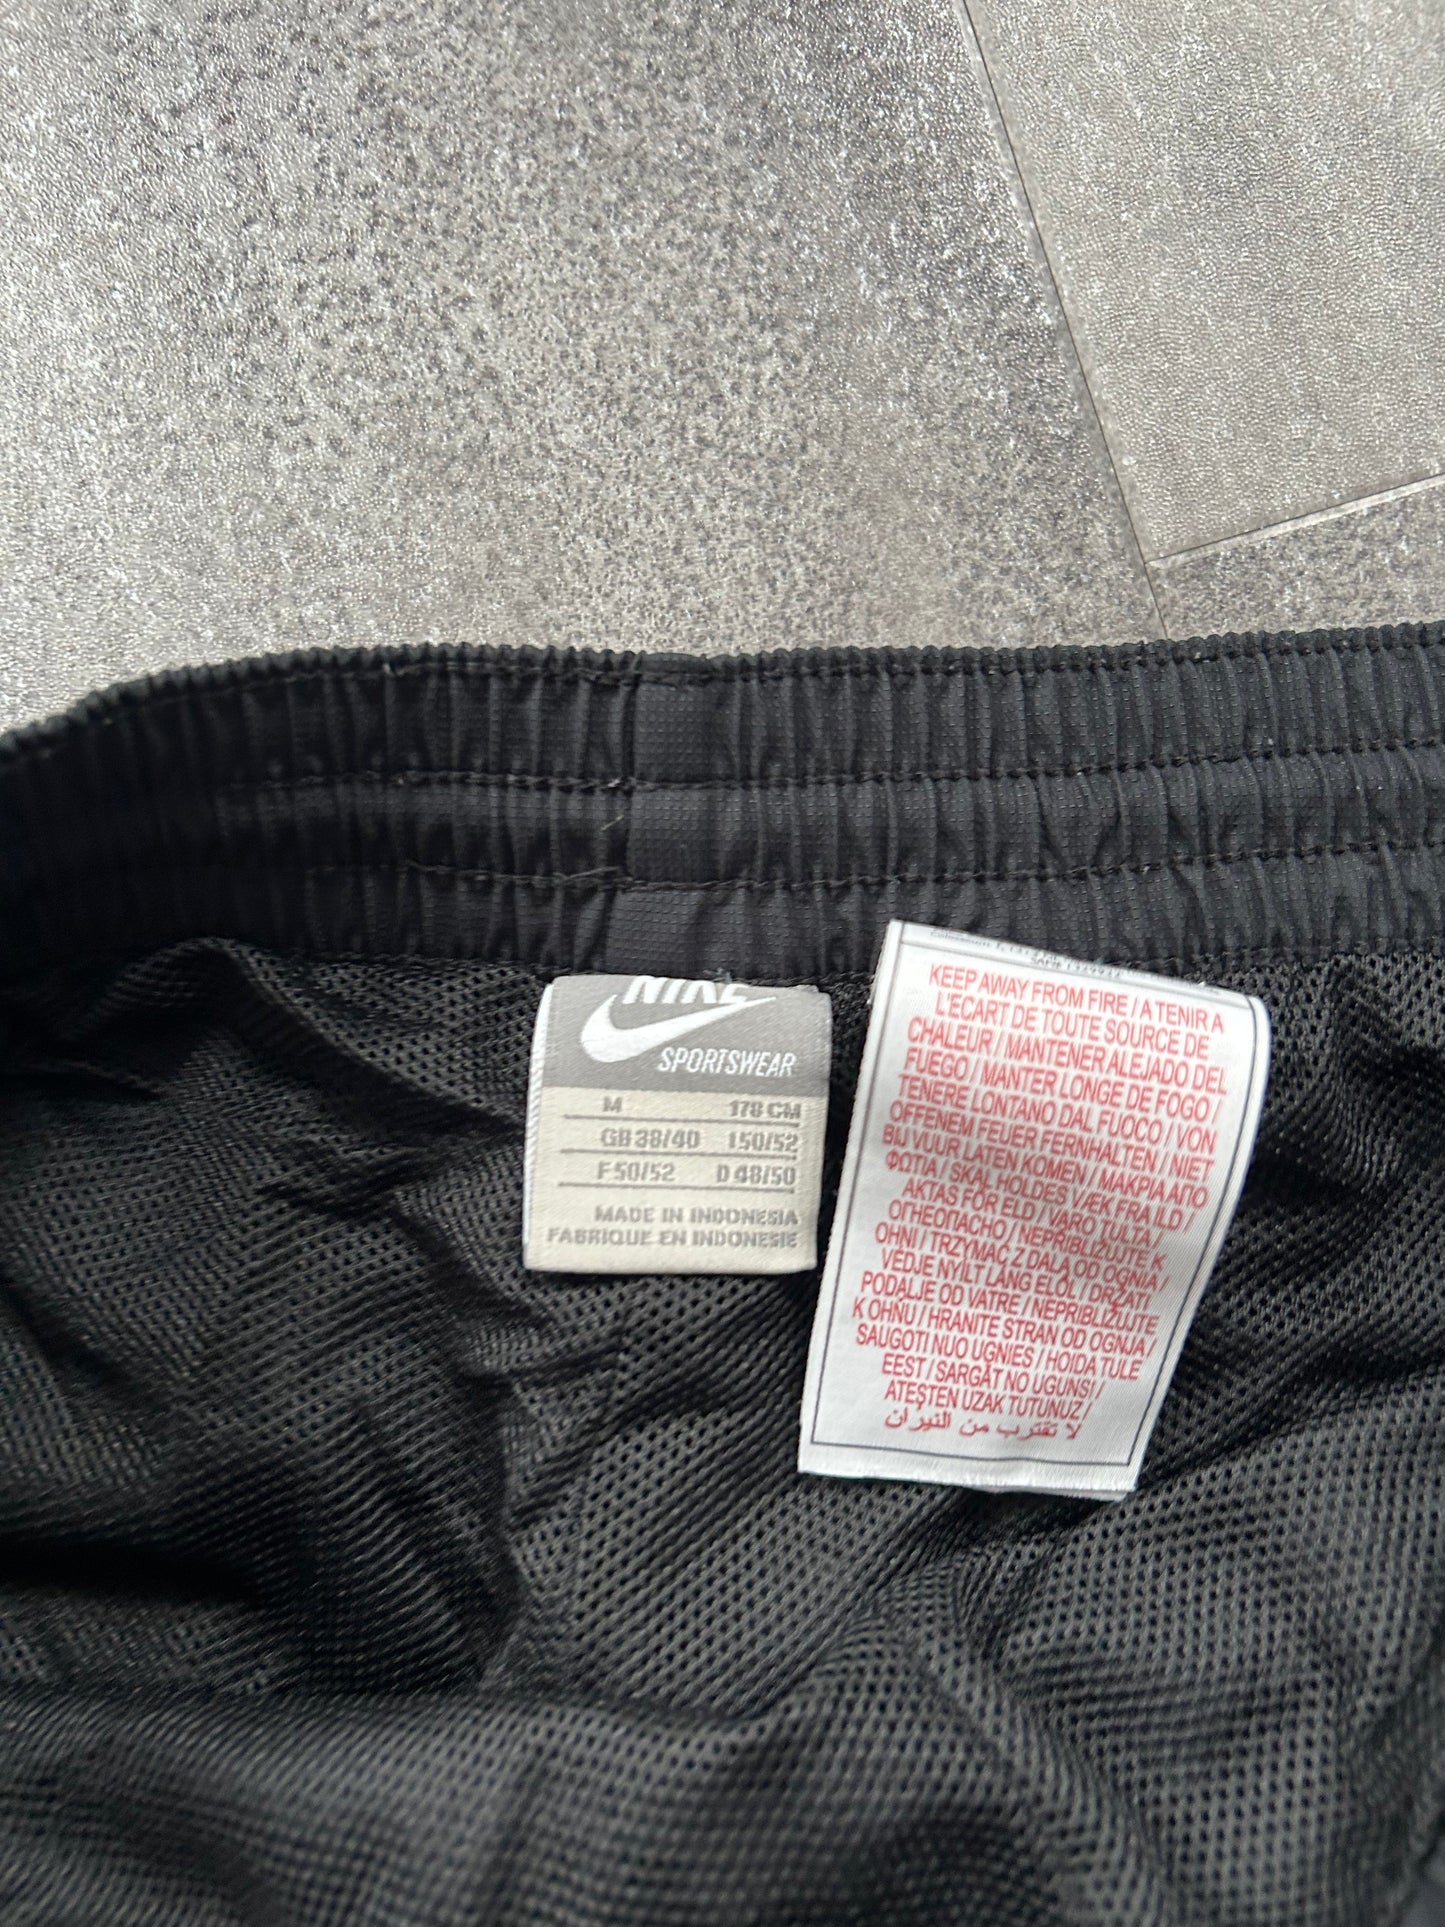 NIKE
SPORTSWEAR
M 178 CM
GB 38/40 I 50/52
F 50/52 D 48/50
MADE IN INDONESIA
FABRIQUE EN INDONESIE
KEEP AWAY FROM FIRE / A TENIR A
L'ECART DE TOUTE SOURCE DE
CHALEUR / MANTENER ALEJADO DEL
FUEGO / MANTER LONGE DE FOGO /
TENERE LONTANO DAL FUOCO / VON
OFFENEM FEUER FERNHALTEN / NIET
BIJ VUUR LATEN KOMEN / ΜΑΚΡΙΑ ΑΠΟ
ΦΩΤΙΑ / SKAL HOLDES VÆK FRA ILD /
AKTAS FÖR ELD / VARO TULTA /
ОГНЕОПАСНО / NEPŘIBLIŽUJTE K
OHNI / TRZYMAĆ Z DALA OD OGNIA /
VÉDJE NYÍLT LÁNG ELŐL / DRŽATI
PODALJE OD VATRE / NEPRIBLIŽUJTE
K OHŇU / HRANITE STRAN OD OGNJA /
SAUGOTI NUO UGNIES / HOIDA TULE
EEST / SARGĀT NO UGUNS /
ATEŞTEN UZAK TUTUNUZ /
لا تقترب من النيران